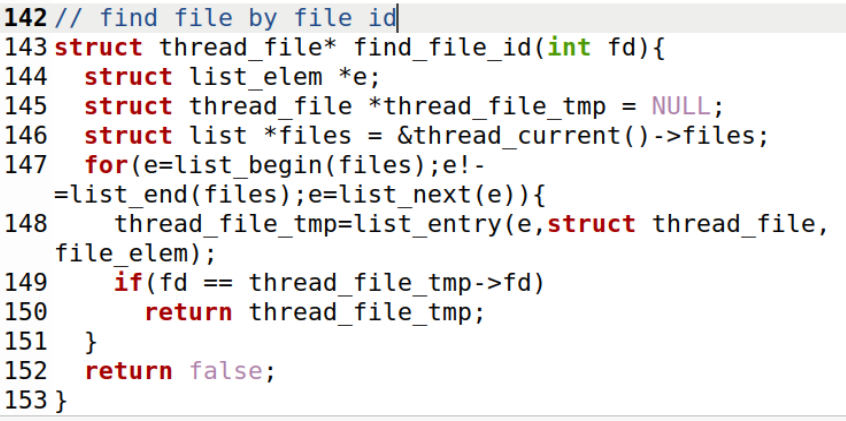 142 // find file by file id
143 struct thread_file* find_file_id(int fd){
144   struct list_elem *e;
145   struct thread_file *thread_file_tmp = NULL;
146   struct list *files = &thread_current()->files;
147   for(e=list_begin(files);e!-
=list_end(files);e=list_next(e)){
148     thread_file_tmp=list_entry(e,struct thread_file,
file_elem);
149     if(fd == thread_file_tmp->fd)
150       return thread_file_tmp;
151   }
152   return false;
153 }